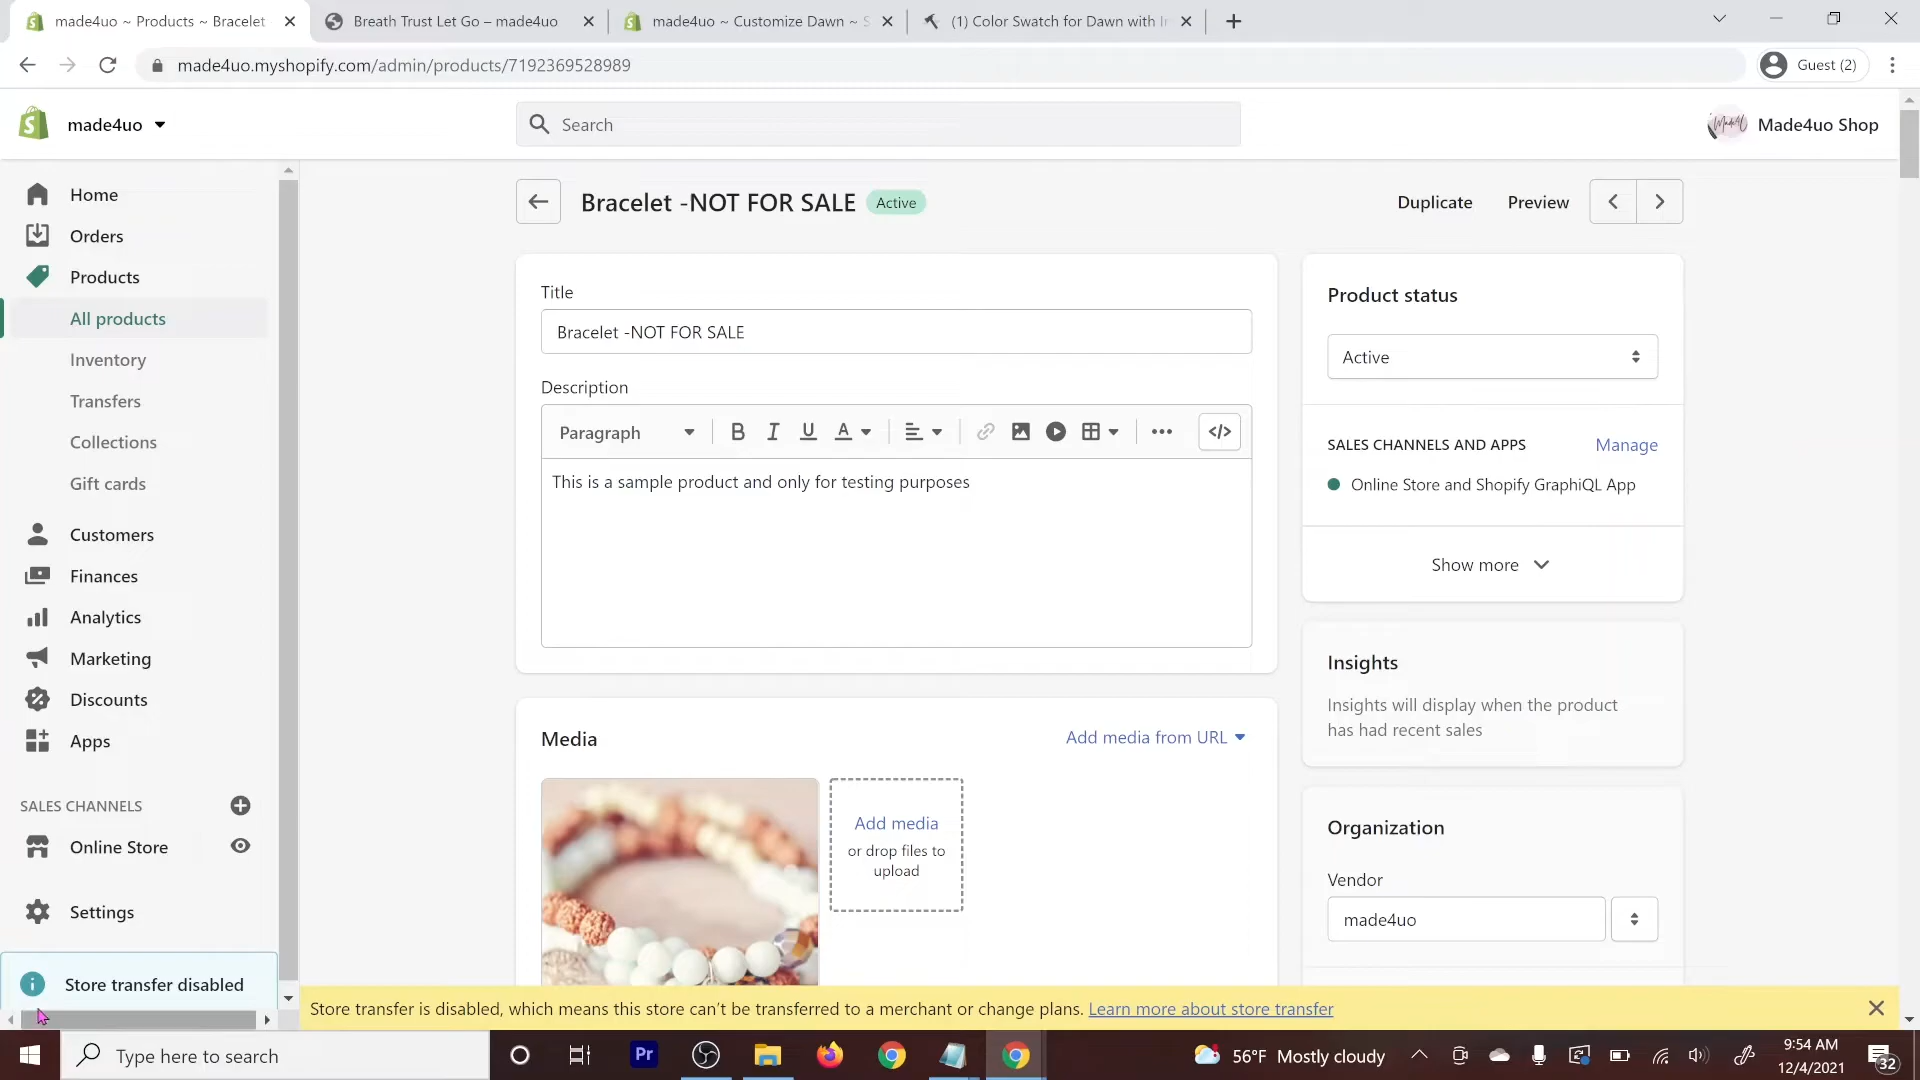 made4uo ~ Products ~ Bracelet
Breath Trust Let Go – made4uo
made4uo ~ Customize Dawn ~ S
(1) Color Swatch for Dawn with In
made4uo.myshopify.com/admin/products/7192369528989
Guest (2)
made4uo
Search
Made4uo Shop
Home
Orders
Products
All products
Inventory
Transfers
Collections
Gift cards
Customers
Finances
Analytics
Marketing
Discounts
Apps
SALES CHANNELS
Online Store
Settings
Store transfer disabled
Bracelet -NOT FOR SALE
Active
Duplicate
Preview
Title
Bracelet -NOT FOR SALE
Description
Paragraph
This is a sample product and only for testing purposes
Media
Add media from URL
Add media
or drop files to
upload
Product status
Active
SALES CHANNELS AND APPS
Manage
Online Store and Shopify GraphiQL App
Show more
Insights
Insights will display when the product
has had recent sales
Organization
Vendor
made4uo
Store transfer is disabled, which means this store can't be transferred to a merchant or change plans. Learn more about store transfer
Type here to search
Pr
56°F Mostly cloudy
9:54 AM
12/4/2021
32